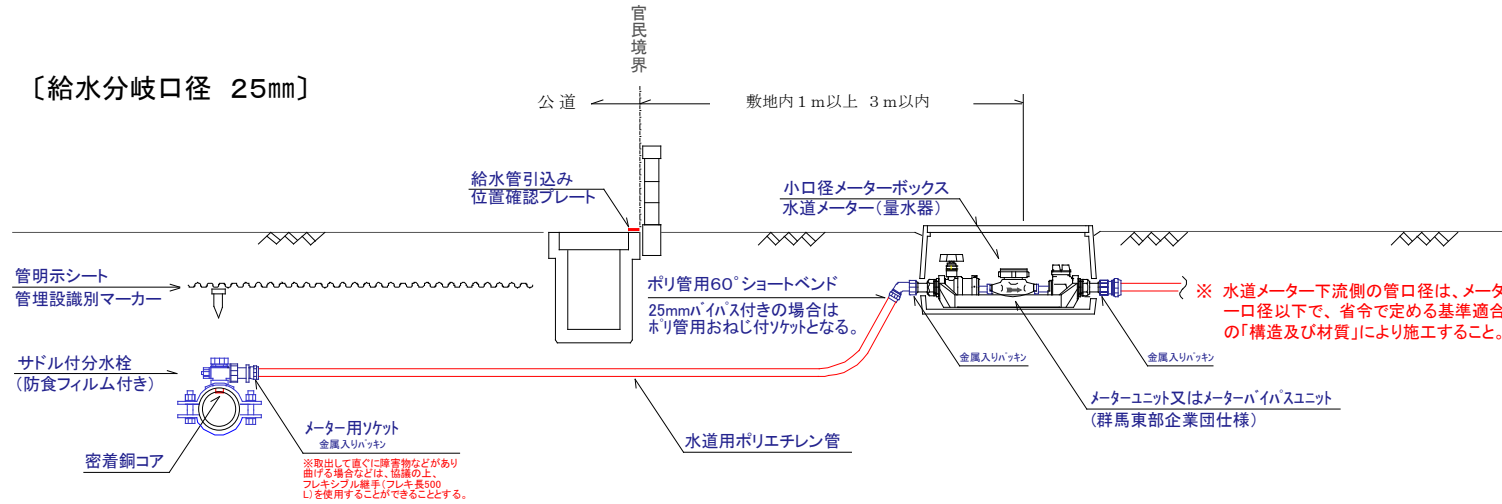 官民境界
〔給水分岐口径 25㎜〕
公道
敷地内1m以上 3m以内
給水管引込み
位置確認プレート
小口径メーターボックス
水道メーター(量水器)
管明示シート
管埋設識別マーカー
ポリ管用60°ショートベンド
25mmバイパス付きの場合は
ポリ管用おねじ付ソケットとなる。
※ 水道メーター下流側の管口径は、メータ
ー口径以下で、省令で定める基準適合
の「構造及び材質」により施工すること。
サドル付分水栓
(防食フィルム付き)
金属入りパッキン
金属入りパッキン
メーターユニット又はメーターバイパスユニット
(群馬東部企業団仕様)
メーター用ソケット
金属入りパッキン
水道用ポリエチレン管
密着銅コア
※取出して直ぐに障害物などがあり
曲げる場合などは、協議の上、
フレキシブル継手(フレキ長500
L)を使用することができることとする。